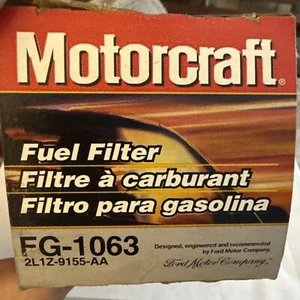 Motorcraft®
Fuel Filter
Filtre à carburant
Filtro para gasolina
FG-1063
2L1Z-9155-AA
Designed, engineered and recommended
by Ford Motor Company.
Ford Motor Company,